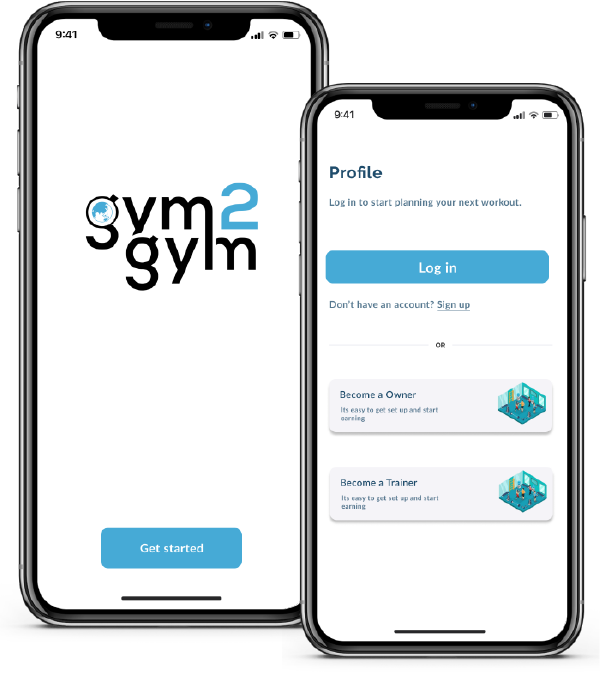 9:41
gym2
gym
Get started
9:41
Profile
Log in to start planning your next workout.
Log in
Don't have an account? Sign up
OR
Become a Owner
Its easy to get set up and start
earning
Become a Trainer
Its easy to get set up and start
earning